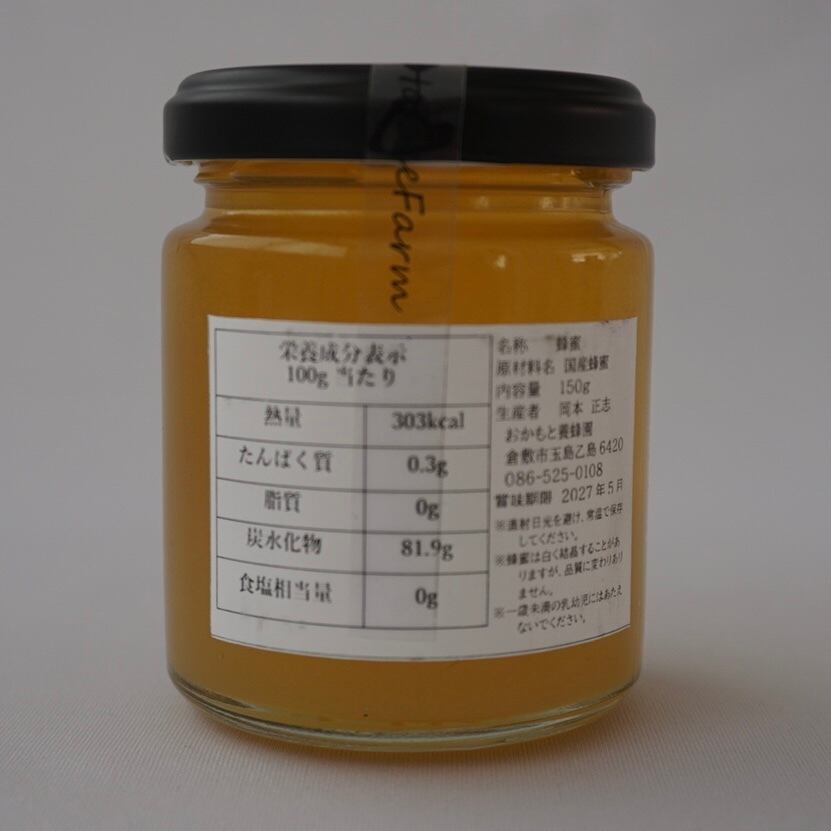 eFarm
栄養成分表示
100g 当たり
熱量 303kcal
たんぱく質 0.3g
脂質 0g
炭水化物 81.9g
食塩相当量 0g
名称 蜂蜜
原材料名 国産蜂蜜
内容量 150g
生産者 岡本 正志
おかもと養蜂園
倉敷市玉島乙島6420
086-525-0108
賞味期限 2027年5月
※直射日光を避け、常温で保存
してください。
※蜂蜜は白く結晶することがあ
りますが、品質に変わりあり
ません。
※一歳未満の乳幼児にはあたえ
ないでください。